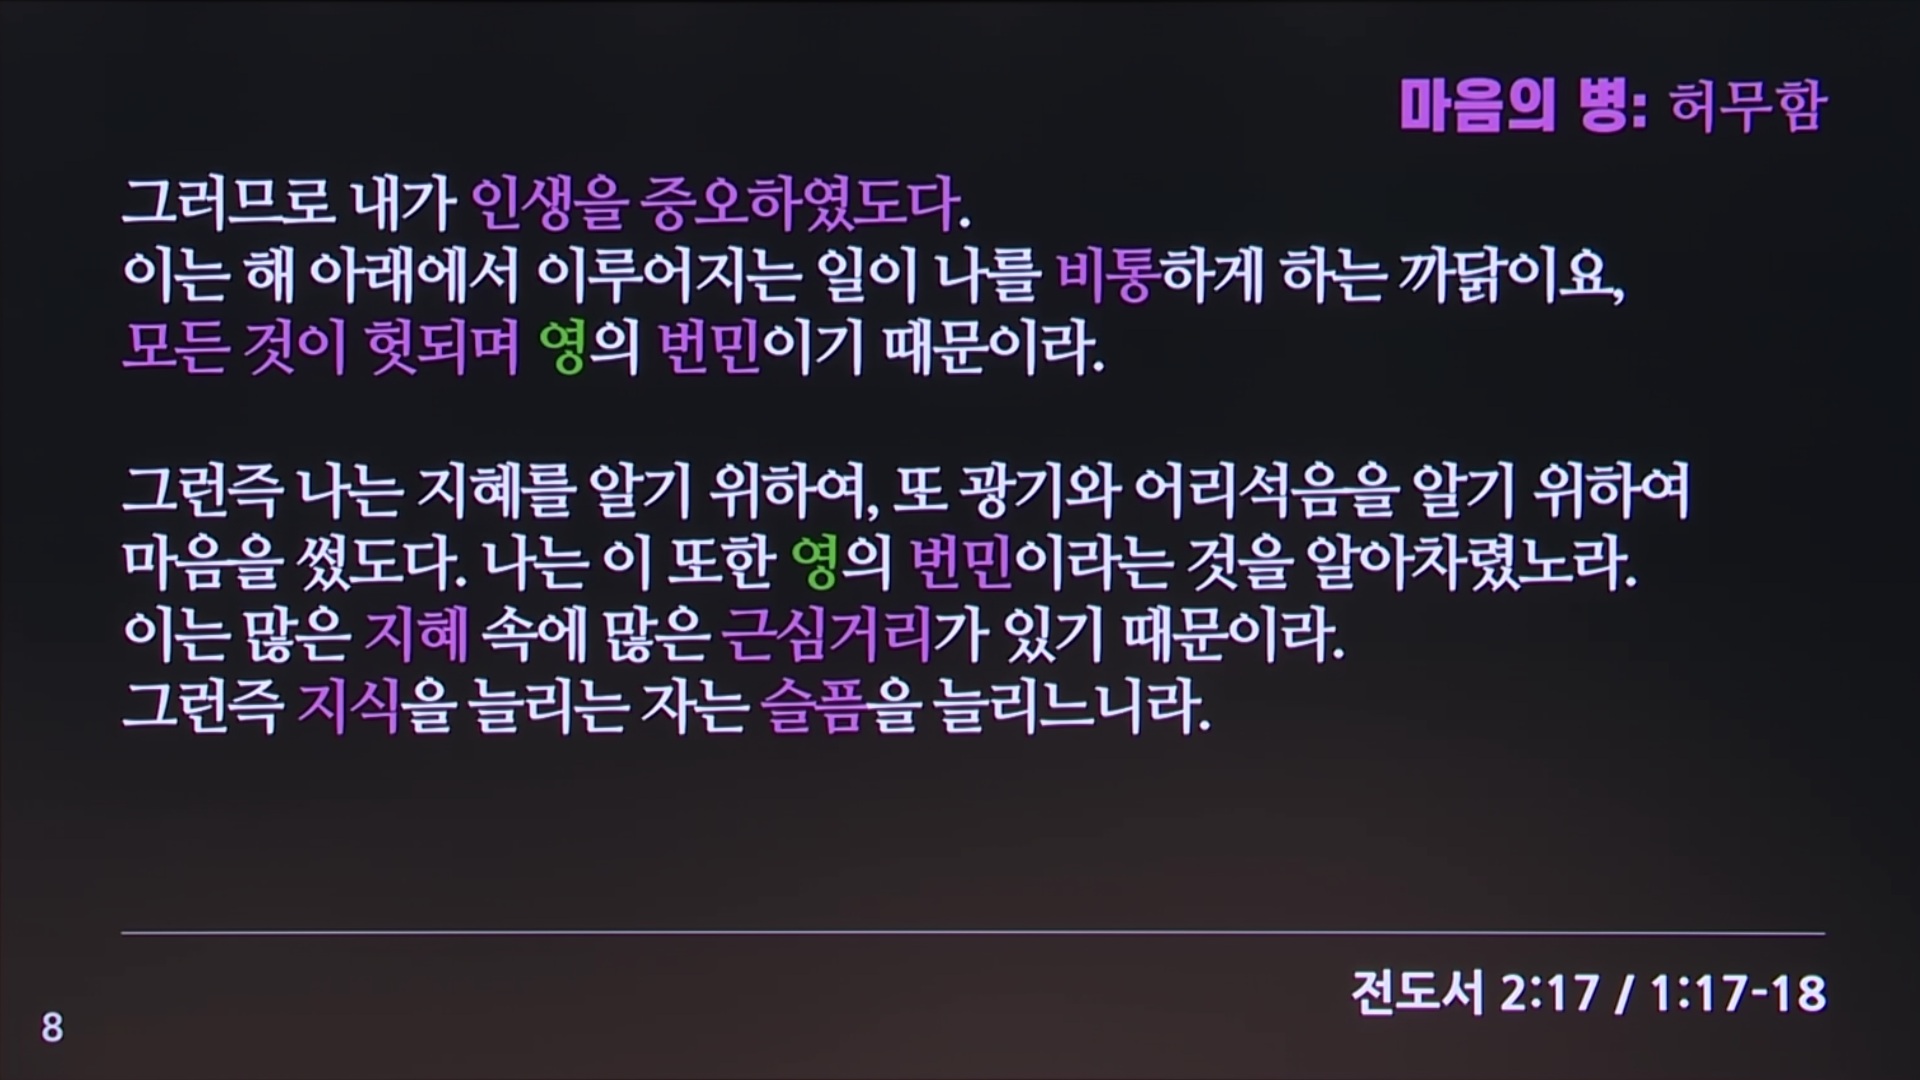 마음의 병: 허무함
그러므로 내가 인생을 증오하였도다.
이는 해 아래에서 이루어지는 일이 나를 비통하게 하는 까닭이요,
모든 것이 헛되며 영의 번민이기 때문이라.
그런즉 나는 지혜를 알기 위하여, 또 광기와 어리석음을 알기 위하여
마음을 썼도다. 나는 이 또한 영의 번민이라는 것을 알아차렸노라.
이는 많은 지혜 속에 많은 근심거리가 있기 때문이라.
그런즉 지식을 늘리는 자는 슬픔을 늘리느니라.
전도서 2:17 / 1:17-18
8